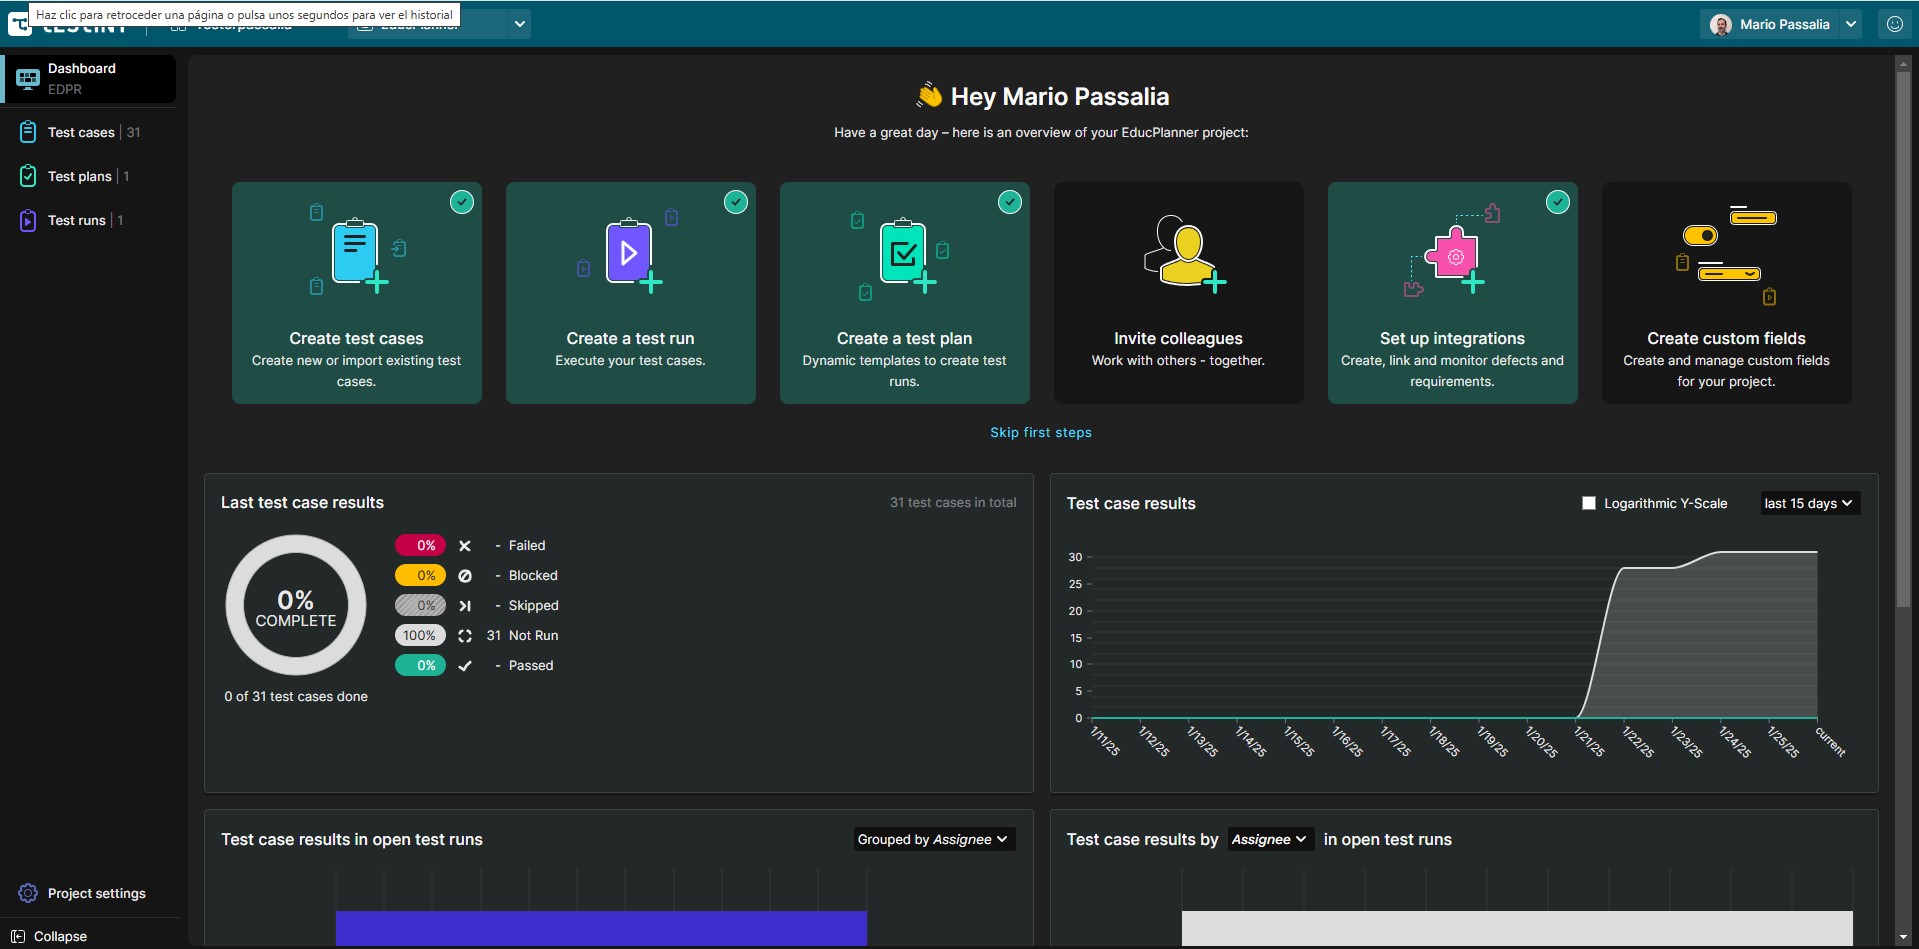 Haz clic para retroceder una página o pulsa unos segundos para ver el historial
Mario Passalia
Dashboard
EDPR
Test cases | 31
Test plans | 1
Test runs | 1
Project settings
Collapse
👋 Hey Mario Passalia
Have a great day – here is an overview of your EducPlanner project:
Create test cases
Create new or import existing test
cases.
Create a test run
Execute your test cases.
Create a test plan
Dynamic templates to create test
runs.
Invite colleagues
Work with others - together.
Set up integrations
Create, link and monitor defects and
requirements.
Create custom fields
Create and manage custom fields
for your project.
Skip first steps
Last test case results
31 test cases in total
0%
COMPLETE
0 of 31 test cases done
0% - Failed
0% - Blocked
0% - Skipped
100% 31 Not Run
0% - Passed
Test case results
Logarithmic Y-Scale
last 15 days
30
25
20
15
10
5
0
1/11/25
1/12/25
1/13/25
1/14/25
1/15/25
1/16/25
1/17/25
1/18/25
1/19/25
1/20/25
1/21/25
1/22/25
1/23/25
1/24/25
1/25/25
current
Test case results in open test runs
Grouped by Assignee
Test case results by Assignee in open test runs